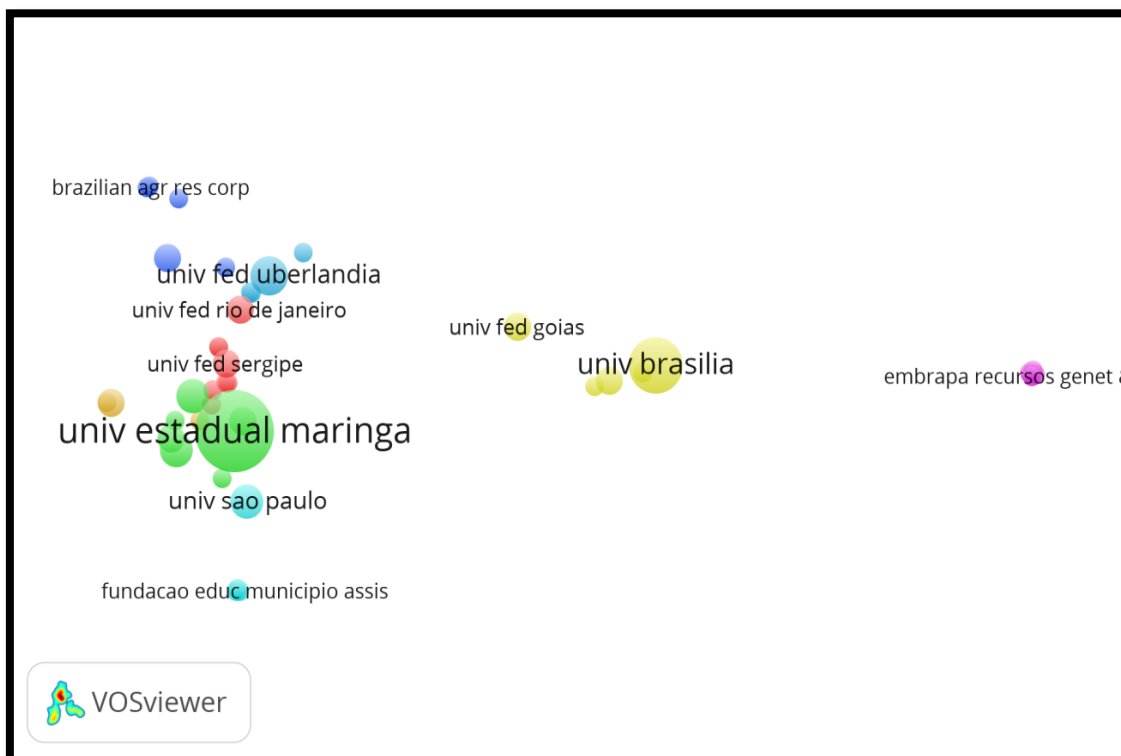 brazilian agr res corp
univ fed uberlandia
univ fed rio de janeiro
univ fed goias
univ fed sergipe
univ brasilia
embrapa recursos genet &
univ estadual maringa
univ sao paulo
fundacao educ municipio assis
VOSviewer